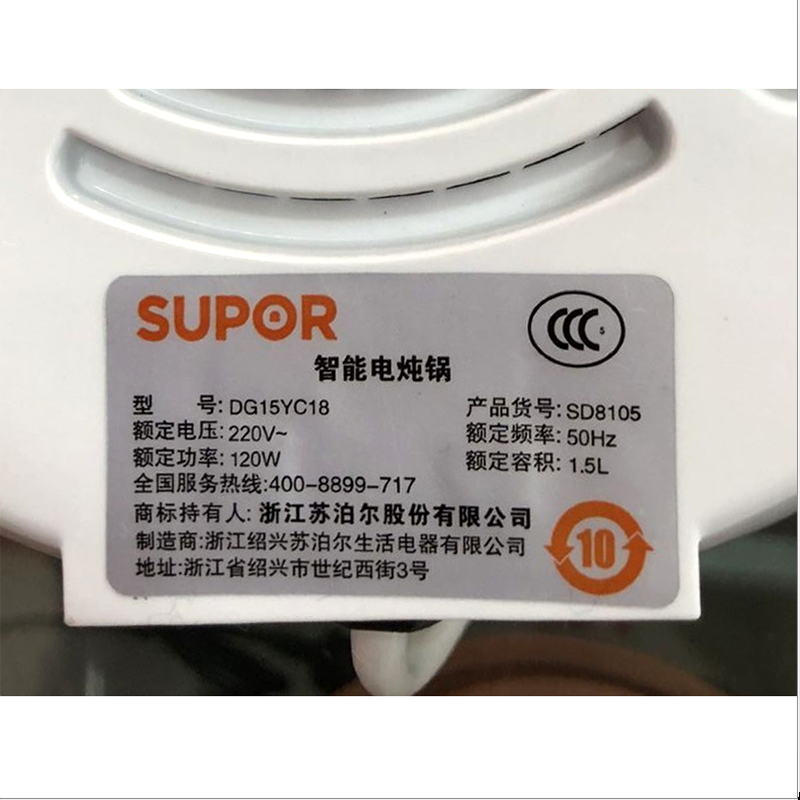 SUPOR
CCC S
智能电炖锅
型 号: DG15YC18
产品货号: SD8105
额定电压: 220V~
额定频率: 50Hz
额定功率: 120W
额定容积: 1.5L
全国服务热线:400-8899-717
商标持有人: 浙江苏泊尔股份有限公司
制造商:浙江绍兴苏泊尔生活电器有限公司
地址:浙江省绍兴市世纪西街3号
10